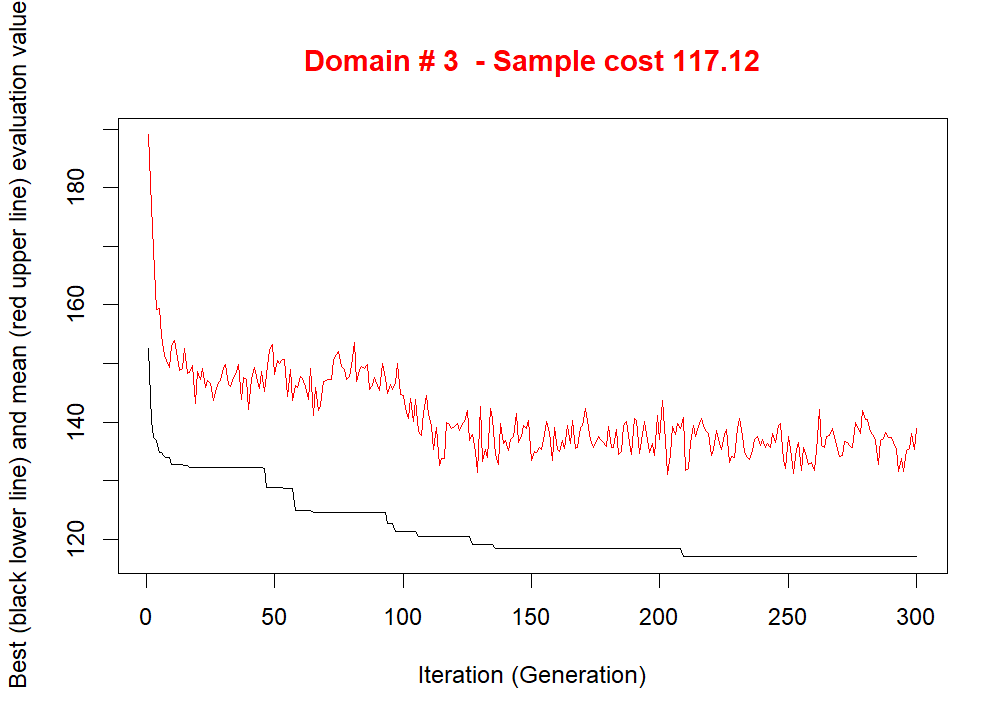 Domain # 3  - Sample cost 117.12
Best (black lower line) and mean (red upper line) evaluation value
180
160
140
120
0 50 100 150 200 250 300
Iteration (Generation)